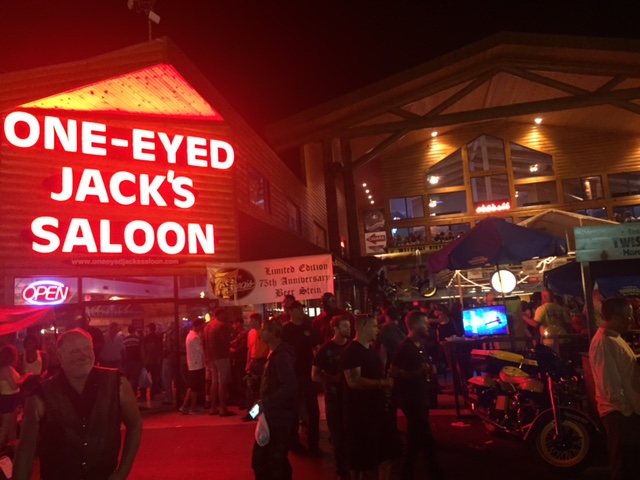 ONE-EYED
JACK'S
SALOON
www.oneeyedjackssaloon.com
OPEN
Limited Edition
75th Anniversary
Beer Stein